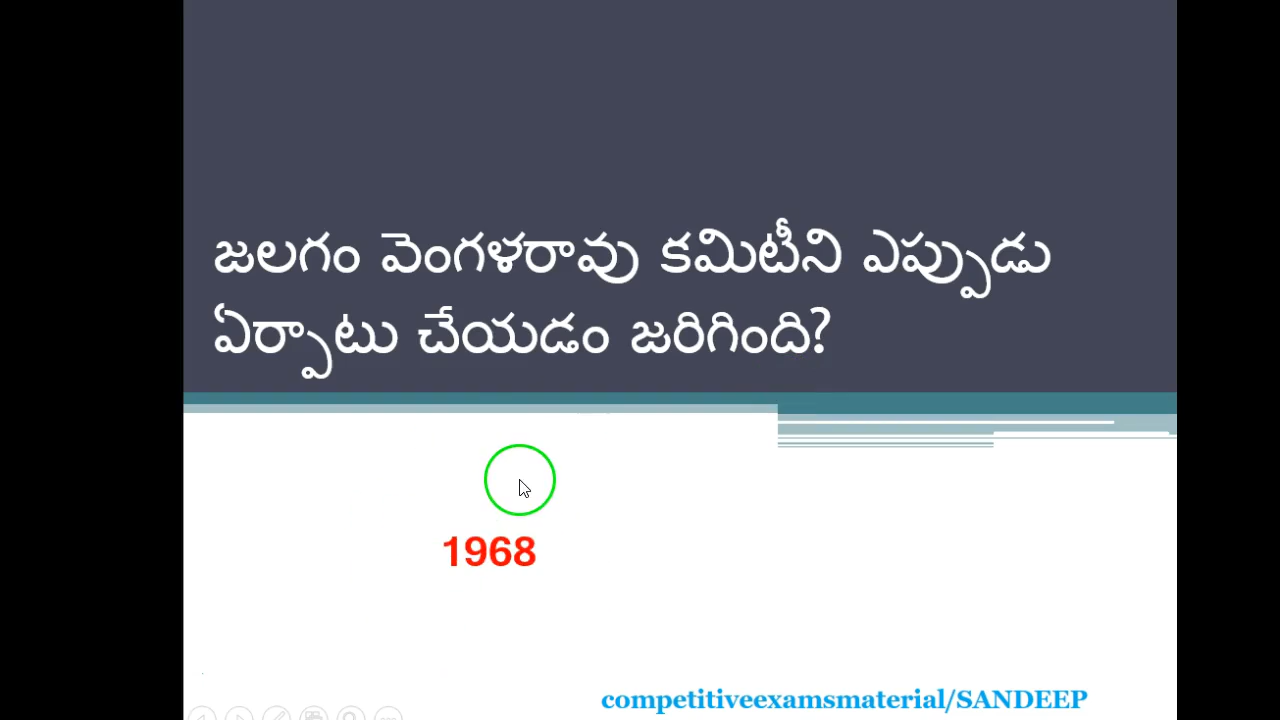 జలగం వెంగళరావు కమిటీని ఎప్పుడు
ఏర్పాటు చేయడం జరిగింది?
1968
competitiveexamsmaterial/SANDEEP